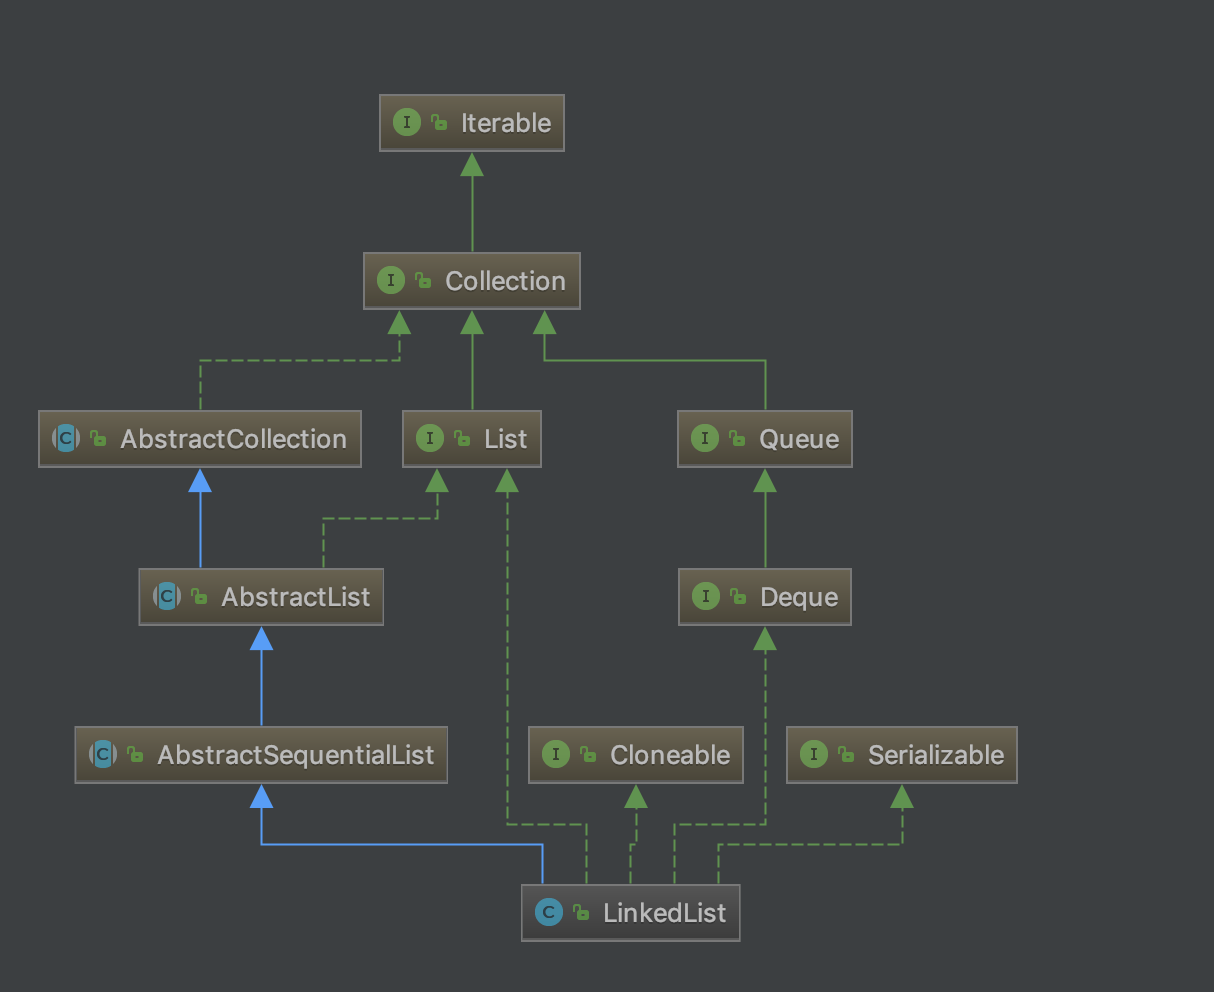 I Iterable
I Collection
C AbstractCollection
I List
I Queue
C AbstractList
I Deque
C AbstractSequentialList
I Cloneable
I Serializable
C LinkedList